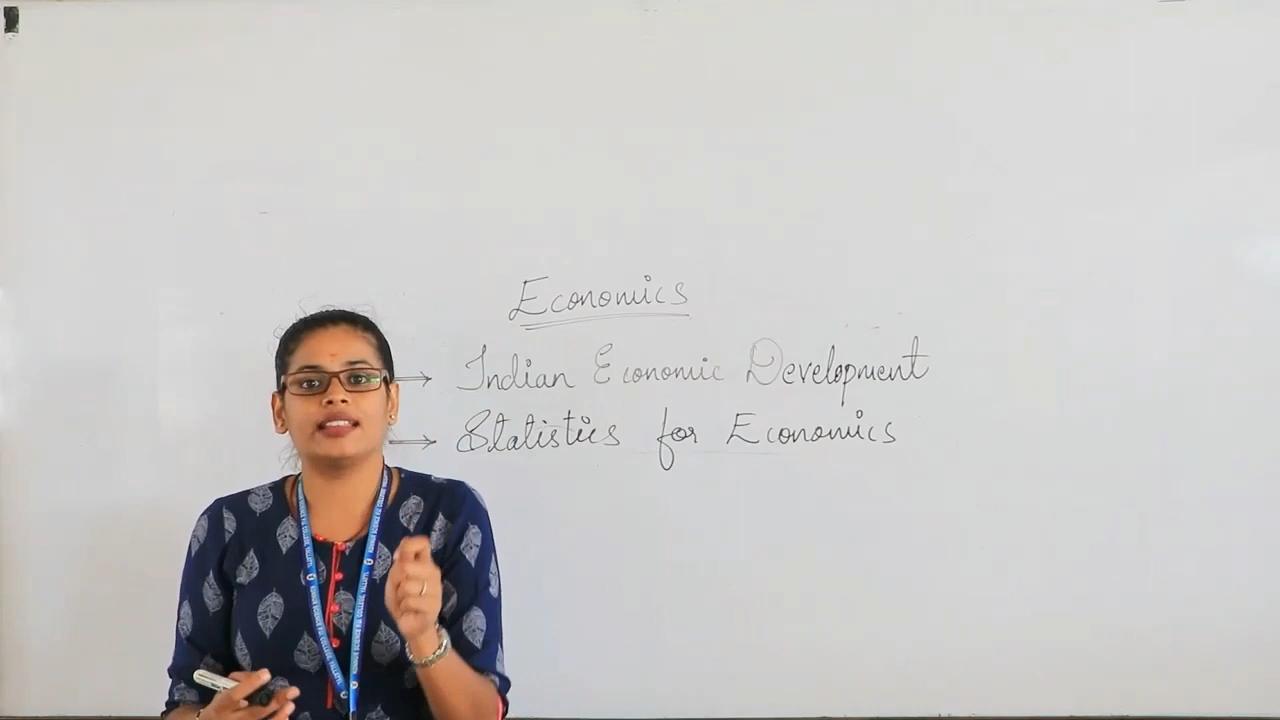 Economics
Indian Economic Development
Statistics for Economics